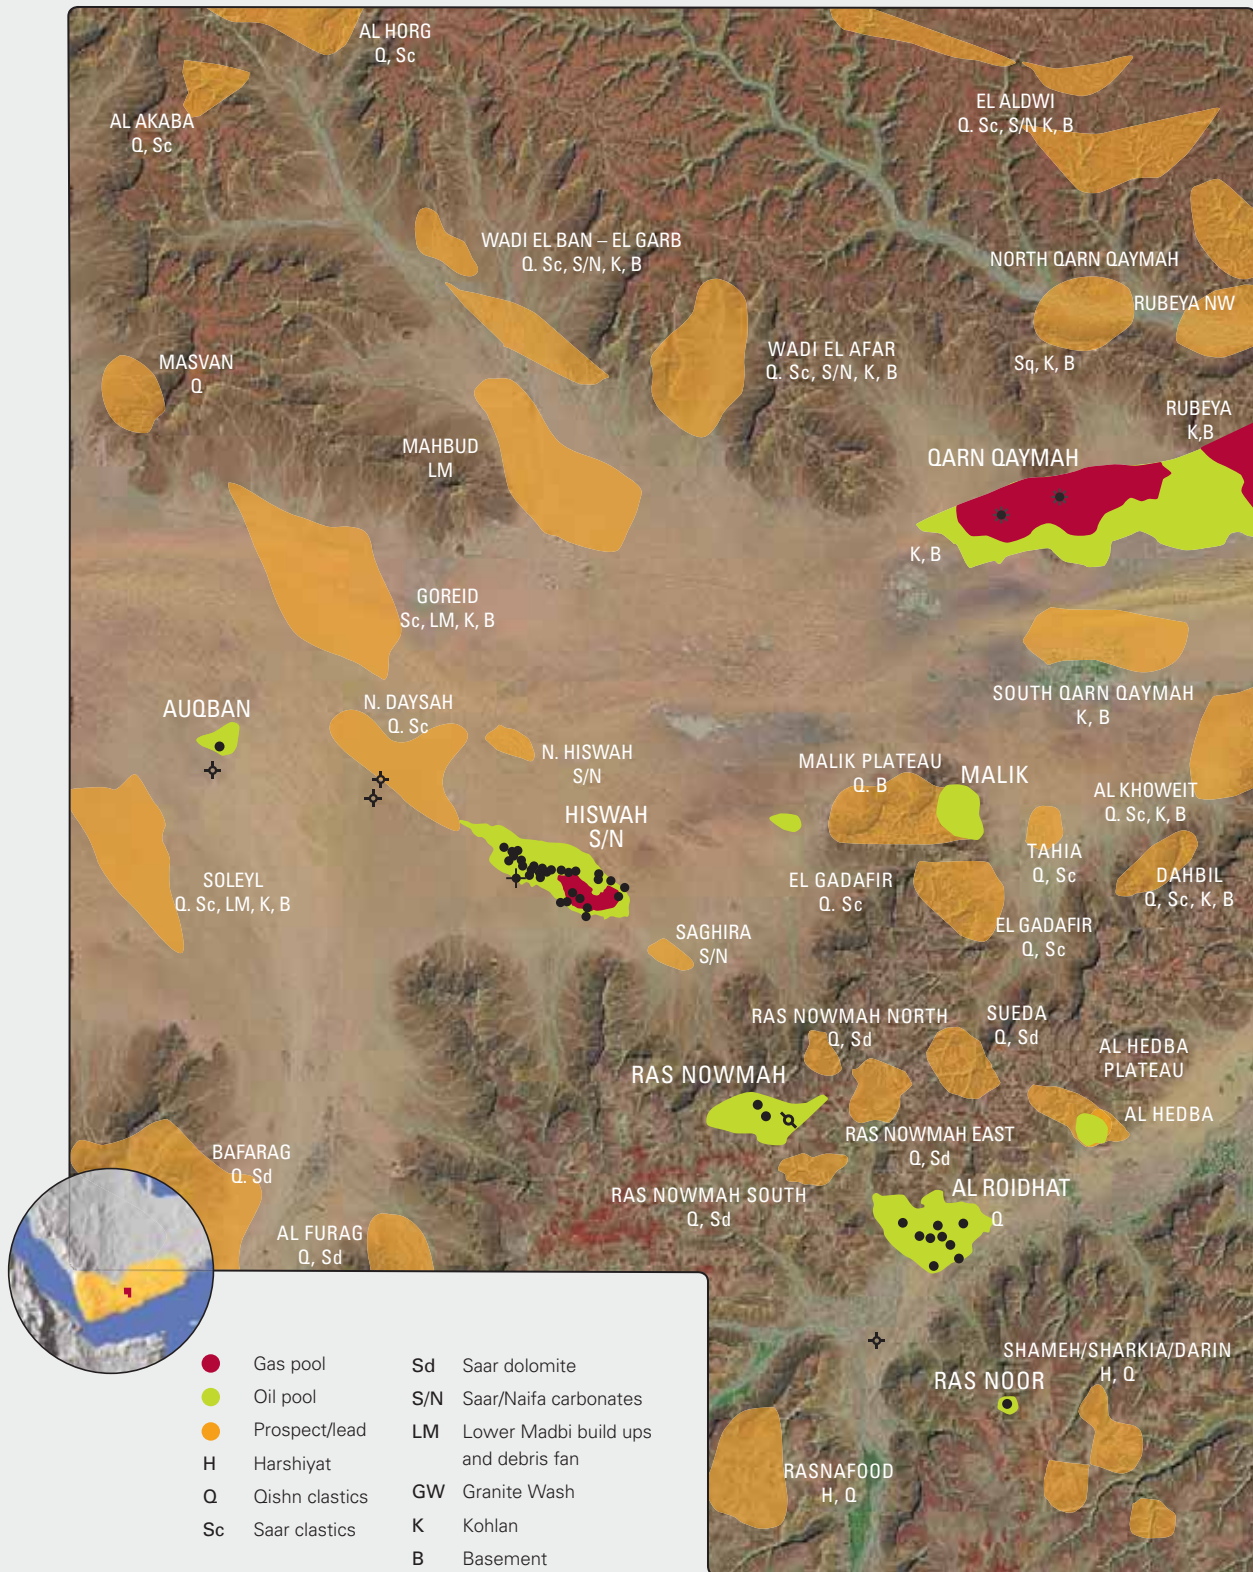 AL HORG
Q, Sc
AL AKABA
Q, Sc
EL ALDWI
Q. Sc, S/N K, B
WADI EL BAN – EL GARB
Q. Sc, S/N, K, B
NORTH QARN QAYMAH
RUBEYA NW
Sq, K, B
MASVAN
Q
WADI EL AFAR
Q. Sc, S/N, K, B
MAHBUD
LM
RUBEYA
K,B
QARN QAYMAH
K, B
GOREID
Sc, LM, K, B
SOUTH QARN QAYMAH
K, B
AUQBAN
N. DAYSAH
Q. Sc
N. HISWAH
S/N
MALIK PLATEAU
Q. B
MALIK
AL KHOWEIT
Q. Sc, K, B
HISWAH
S/N
TAHIA
Q, Sc
DAHBIL
Q, Sc, K, B
SOLEYL
Q. Sc, LM, K, B
EL GADAFIR
Q. Sc
EL GADAFIR
Q, Sc
SAGHIRA
S/N
RAS NOWMAH NORTH
Q, Sd
SUEDA
Q, Sd
AL HEDBA
PLATEAU
RAS NOWMAH
AL HEDBA
RAS NOWMAH EAST
Q, Sd
BAFARAG
Q. Sd
RAS NOWMAH SOUTH
Q, Sd
AL ROIDHAT
Q
AL FURAG
Q, Sd
SHAMEH/SHARKIA/DARIN
H, Q
RAS NOOR
RASNAFOOD
H, Q
Gas pool
Oil pool
Prospect/lead
H Harshiyat
Q Qishn clastics
Sc Saar clastics
Sd Saar dolomite
S/N Saar/Naifa carbonates
LM Lower Madbi build ups
and debris fan
GW Granite Wash
K Kohlan
B Basement